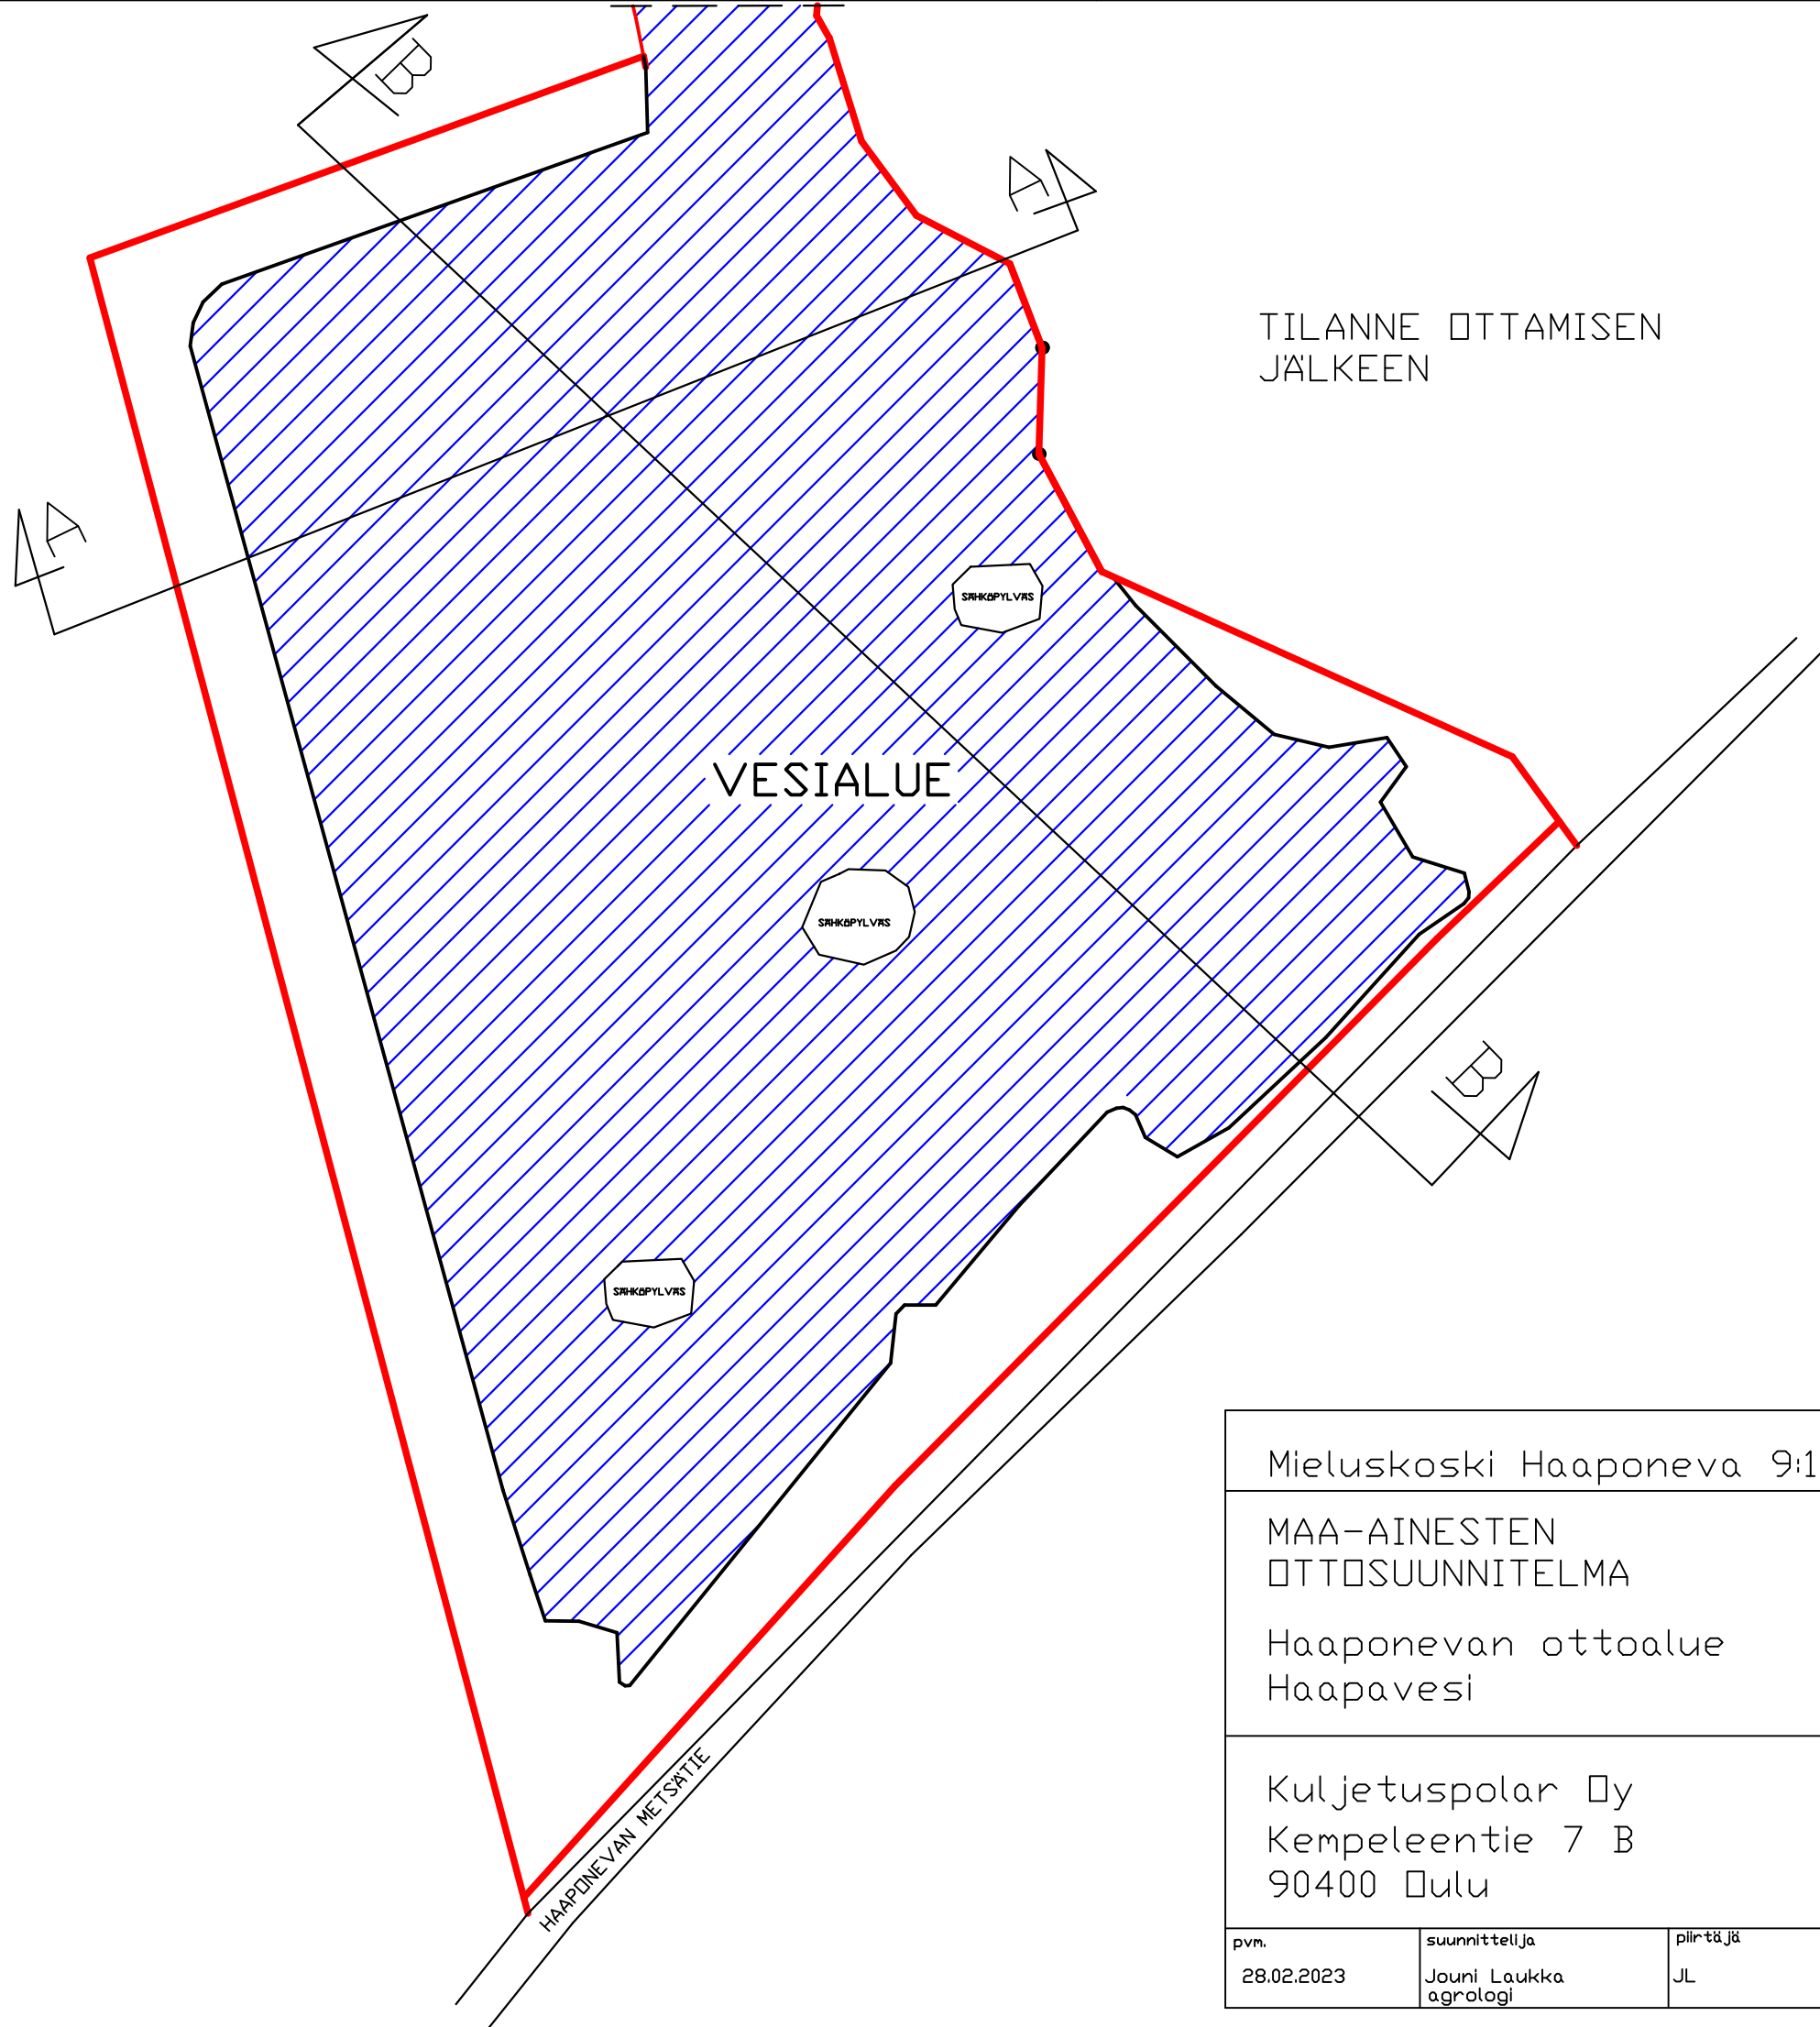 B
A
TILANNE OTTAMISEN
JÄLKEEN
A
SÄHKÖPYLVÄS
VESIALUE
SÄHKÖPYLVÄS
B
SÄHKÖPYLVÄS
HAAPONEVAN METSÄTIE
Mieluskoski Haaponeva 9:1
MAA-AINESTEN
OTTOSUUNNITELMA
Haaponevan ottoalue
Haapavesi
Kuljetuspolar Oy
Kempeleentie 7 B
90400 Oulu
pvm. suunnittelija piirtäjä
28.02.2023 Jouni Laukka JL
agrologi